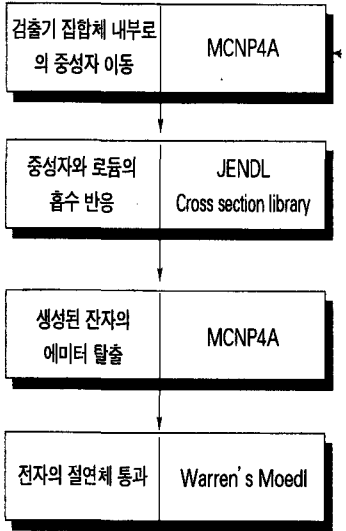 검출기 집합체 내부로
의 중성자 이동
MCNP4A
중성자와 로듐의
흡수 반응
JENDL
Cross section library
생성된 잔자의
에미터 탈출
MCNP4A
전자의 절연체 통과
Warren's Moedl